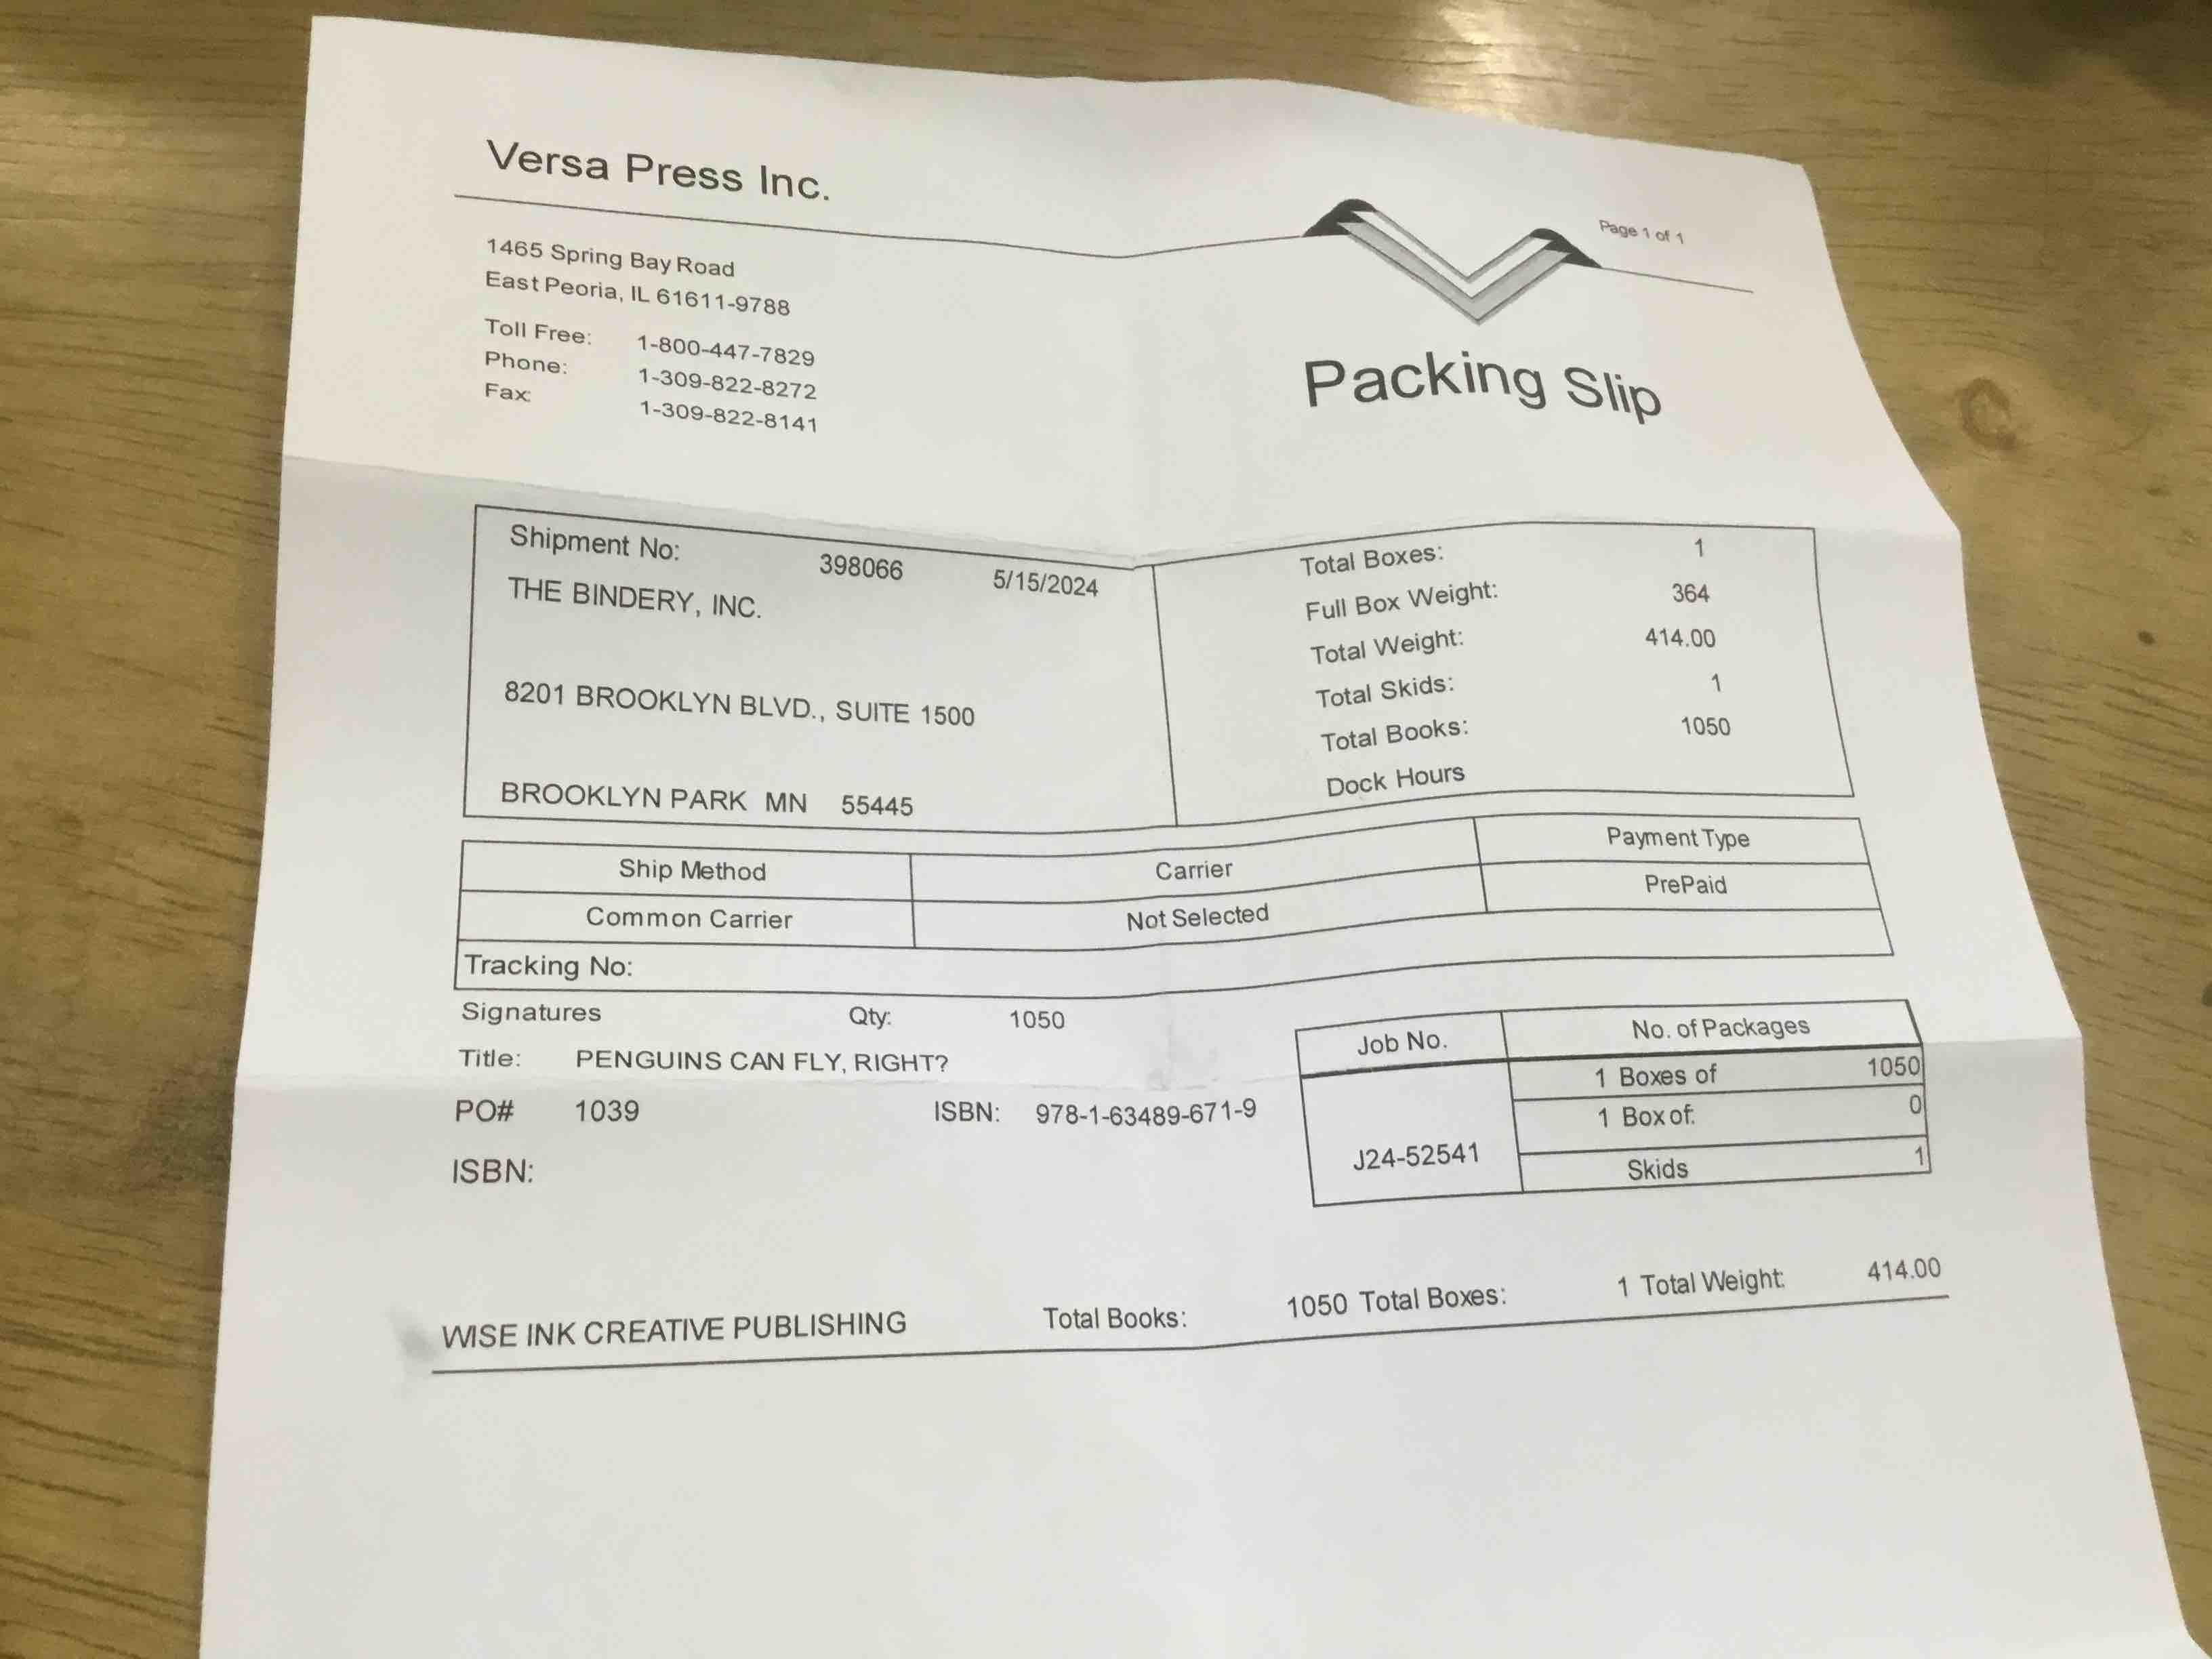 Versa Press Inc.
Page 1 of 1
1465 Spring Bay Road
East Peoria, IL 61611-9788
Toll Free: 1-800-447-7829
Phone: 1-309-822-8272
Fax: 1-309-822-8141
Packing Slip
Shipment No: 398066 5/15/2024
THE BINDERY, INC.
8201 BROOKLYN BLVD., SUITE 1500
BROOKLYN PARK MN 55445
Total Boxes: 1
Full Box Weight: 364
Total Weight: 414.00
Total Skids: 1
Total Books: 1050
Dock Hours
Ship Method Carrier Payment Type
Common Carrier Not Selected PrePaid
Tracking No:
Signatures Qty: 1050
Title: PENGUINS CAN FLY, RIGHT?
PO# 1039 ISBN: 978-1-63489-671-9
ISBN:
Job No. No. of Packages
1 Boxes of 1050
1 Box of: 0
J24-52541
Skids 1
WISE INK CREATIVE PUBLISHING Total Books: 1050 Total Boxes: 1 Total Weight: 414.00